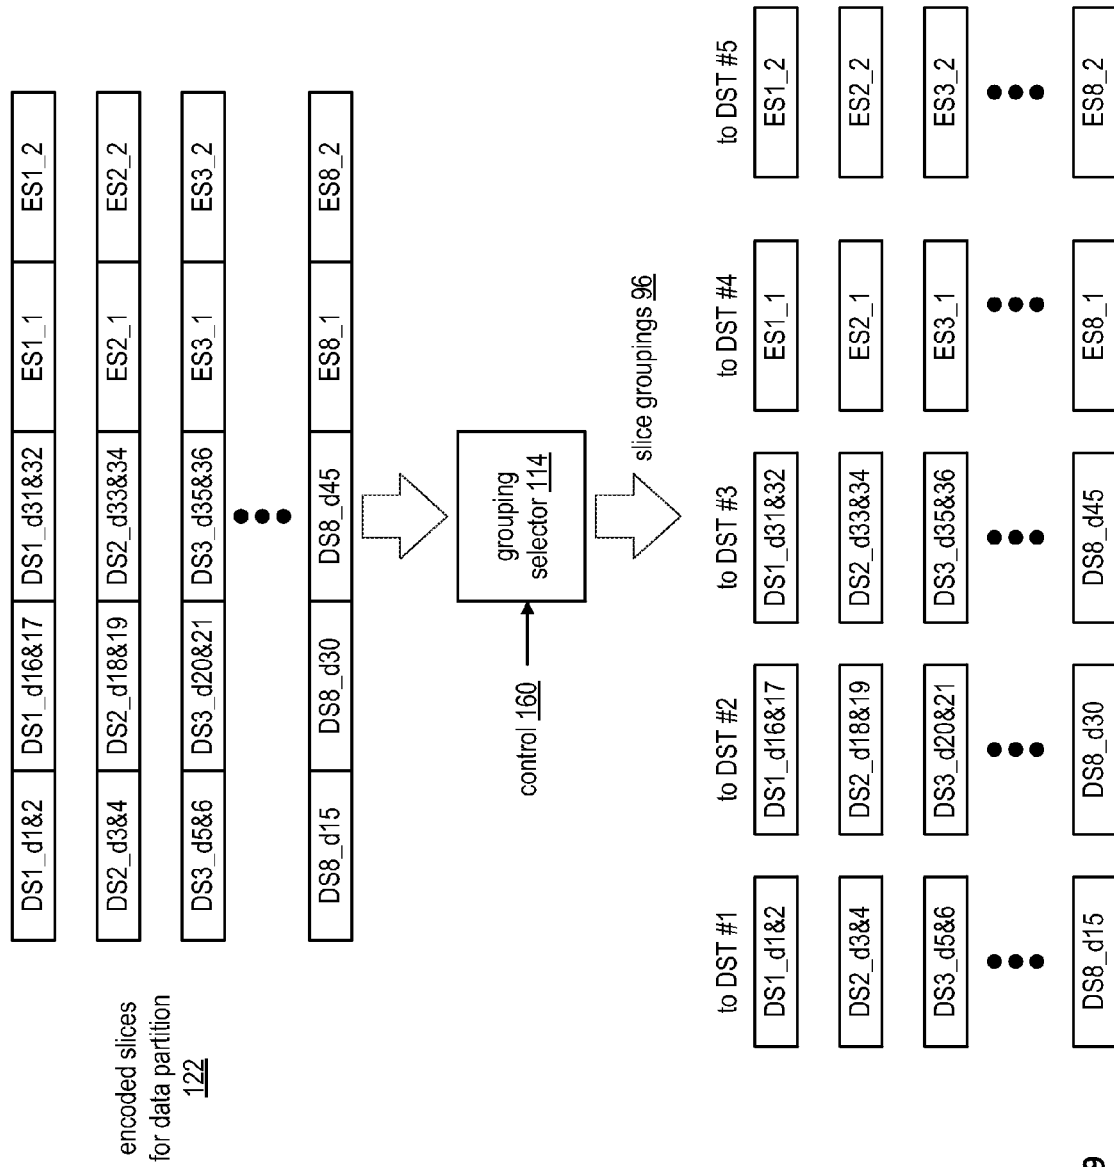 encoded slices
for data partition
122
DS1_d1&2 DS1_d16&17 DS1_d31&32 ES1_1 ES1_2
DS2_d3&4 DS2_d18&19 DS2_d33&34 ES2_1 ES2_2
DS3_d5&6 DS3_d20&21 DS3_d35&36 ES3_1 ES3_2
DS8_d15 DS8_d30 DS8_d45 ES8_1 ES8_2
control 160
grouping
selector 114
slice groupings 96
to DST #1 to DST #2 to DST #3 to DST #4 to DST #5
DS1_d1&2 DS1_d16&17 DS1_d31&32 ES1_1 ES1_2
DS2_d3&4 DS2_d18&19 DS2_d33&34 ES2_1 ES2_2
DS3_d5&6 DS3_d20&21 DS3_d35&36 ES3_1 ES3_2
DS8_d15 DS8_d30 DS8_d45 ES8_1 ES8_2